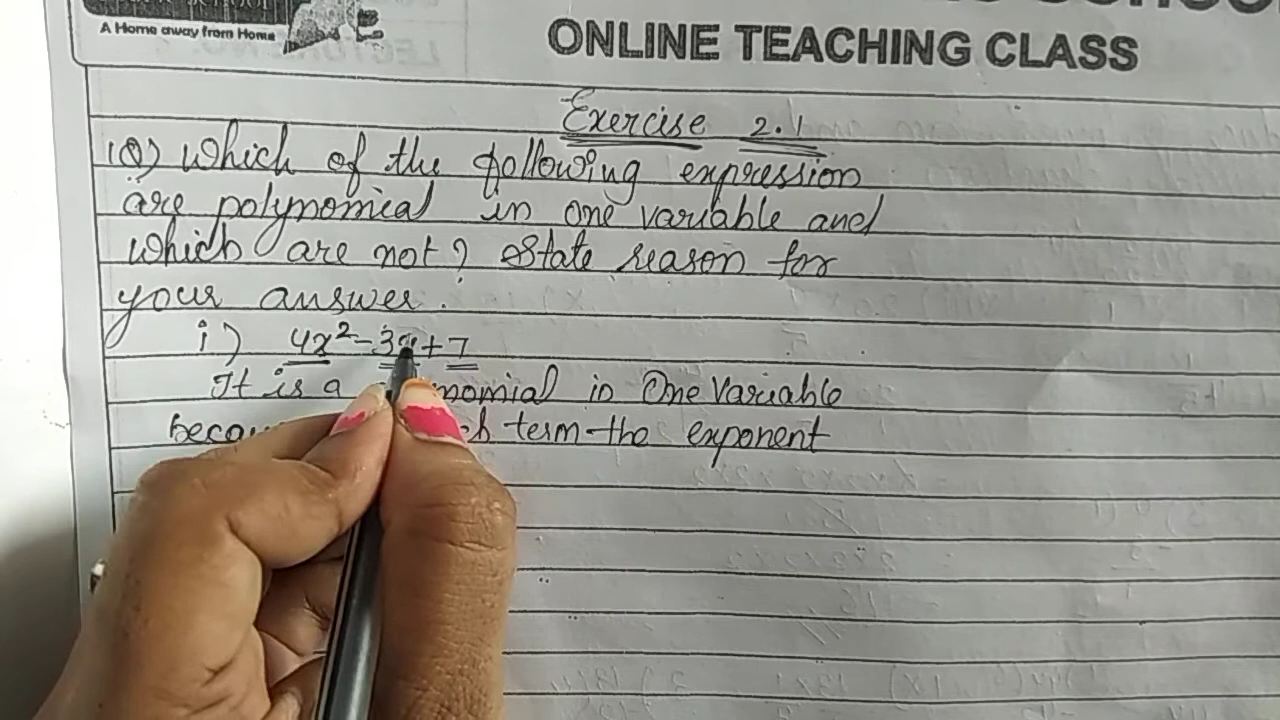 A Home away from Home
ONLINE TEACHING CLASS
Exercise 2.1
1Q) Which of the following expression
are polynomial in one variable and
which are not? State reason for
your answer.
i) 4x²-3x+7
It is a nomial in One Variable
term the exponent